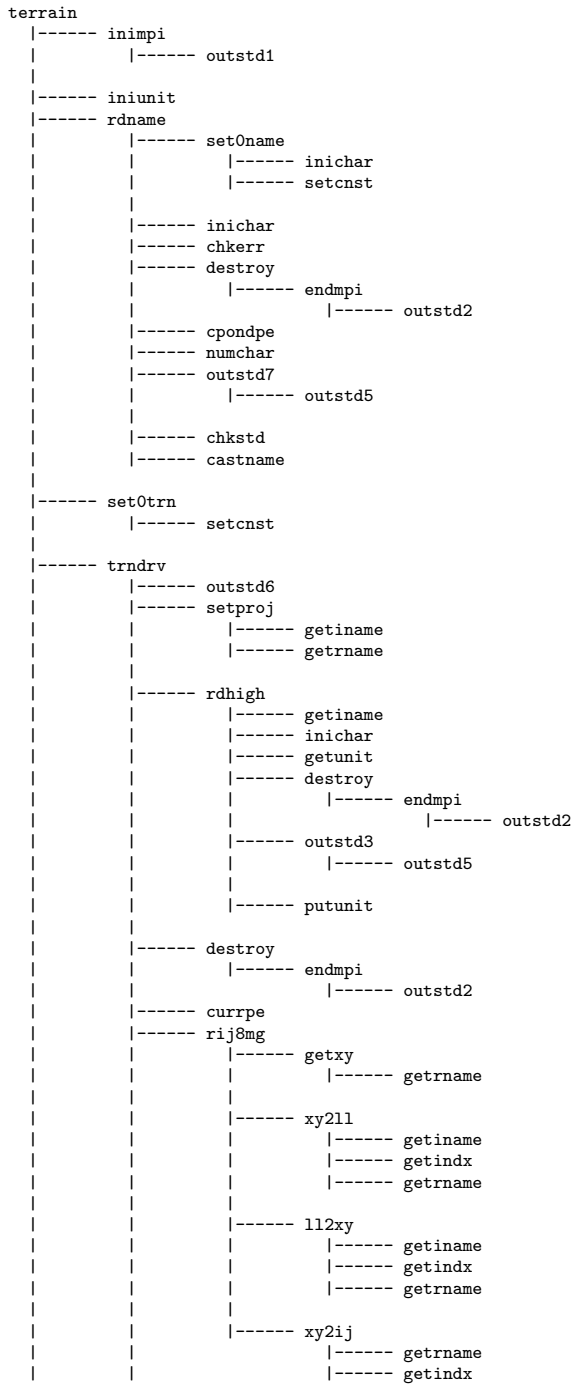 terrain
|------ inimpi
|       |------ outstd1
|
|------ iniunit
|------ rdname
|       |------ set0name
|       |       |------ inichar
|       |       |------ setcnst
|       |
|       |------ inichar
|       |------ chkerr
|       |------ destroy
|       |       |------ endmpi
|       |               |------ outstd2
|       |------ cpondpe
|       |------ numchar
|       |------ outstd7
|       |       |------ outstd5
|       |
|       |------ chkstd
|       |------ castname
|
|------ set0trn
|       |------ setcnst
|
|------ trndrv
|       |------ outstd6
|       |------ setproj
|       |       |------ getiname
|       |       |------ getrname
|       |
|       |------ rdhigh
|       |       |------ getiname
|       |       |------ inichar
|       |       |------ getunit
|       |       |------ destroy
|       |       |       |------ endmpi
|       |       |               |------ outstd2
|       |       |------ outstd3
|       |       |       |------ outstd5
|       |       |
|       |       |------ putunit
|       |
|       |------ destroy
|       |       |------ endmpi
|       |               |------ outstd2
|       |------ currpe
|       |------ rij8mg
|       |       |------ getxy
|       |       |       |------ getrname
|       |       |
|       |       |------ xy2ll
|       |       |       |------ getiname
|       |       |       |------ getindx
|       |       |       |------ getrname
|       |       |
|       |       |------ ll2xy
|       |       |       |------ getiname
|       |       |       |------ getindx
|       |       |       |------ getrname
|       |       |
|       |       |------ xy2ij
|       |               |------ getrname
|       |               |------ getindx